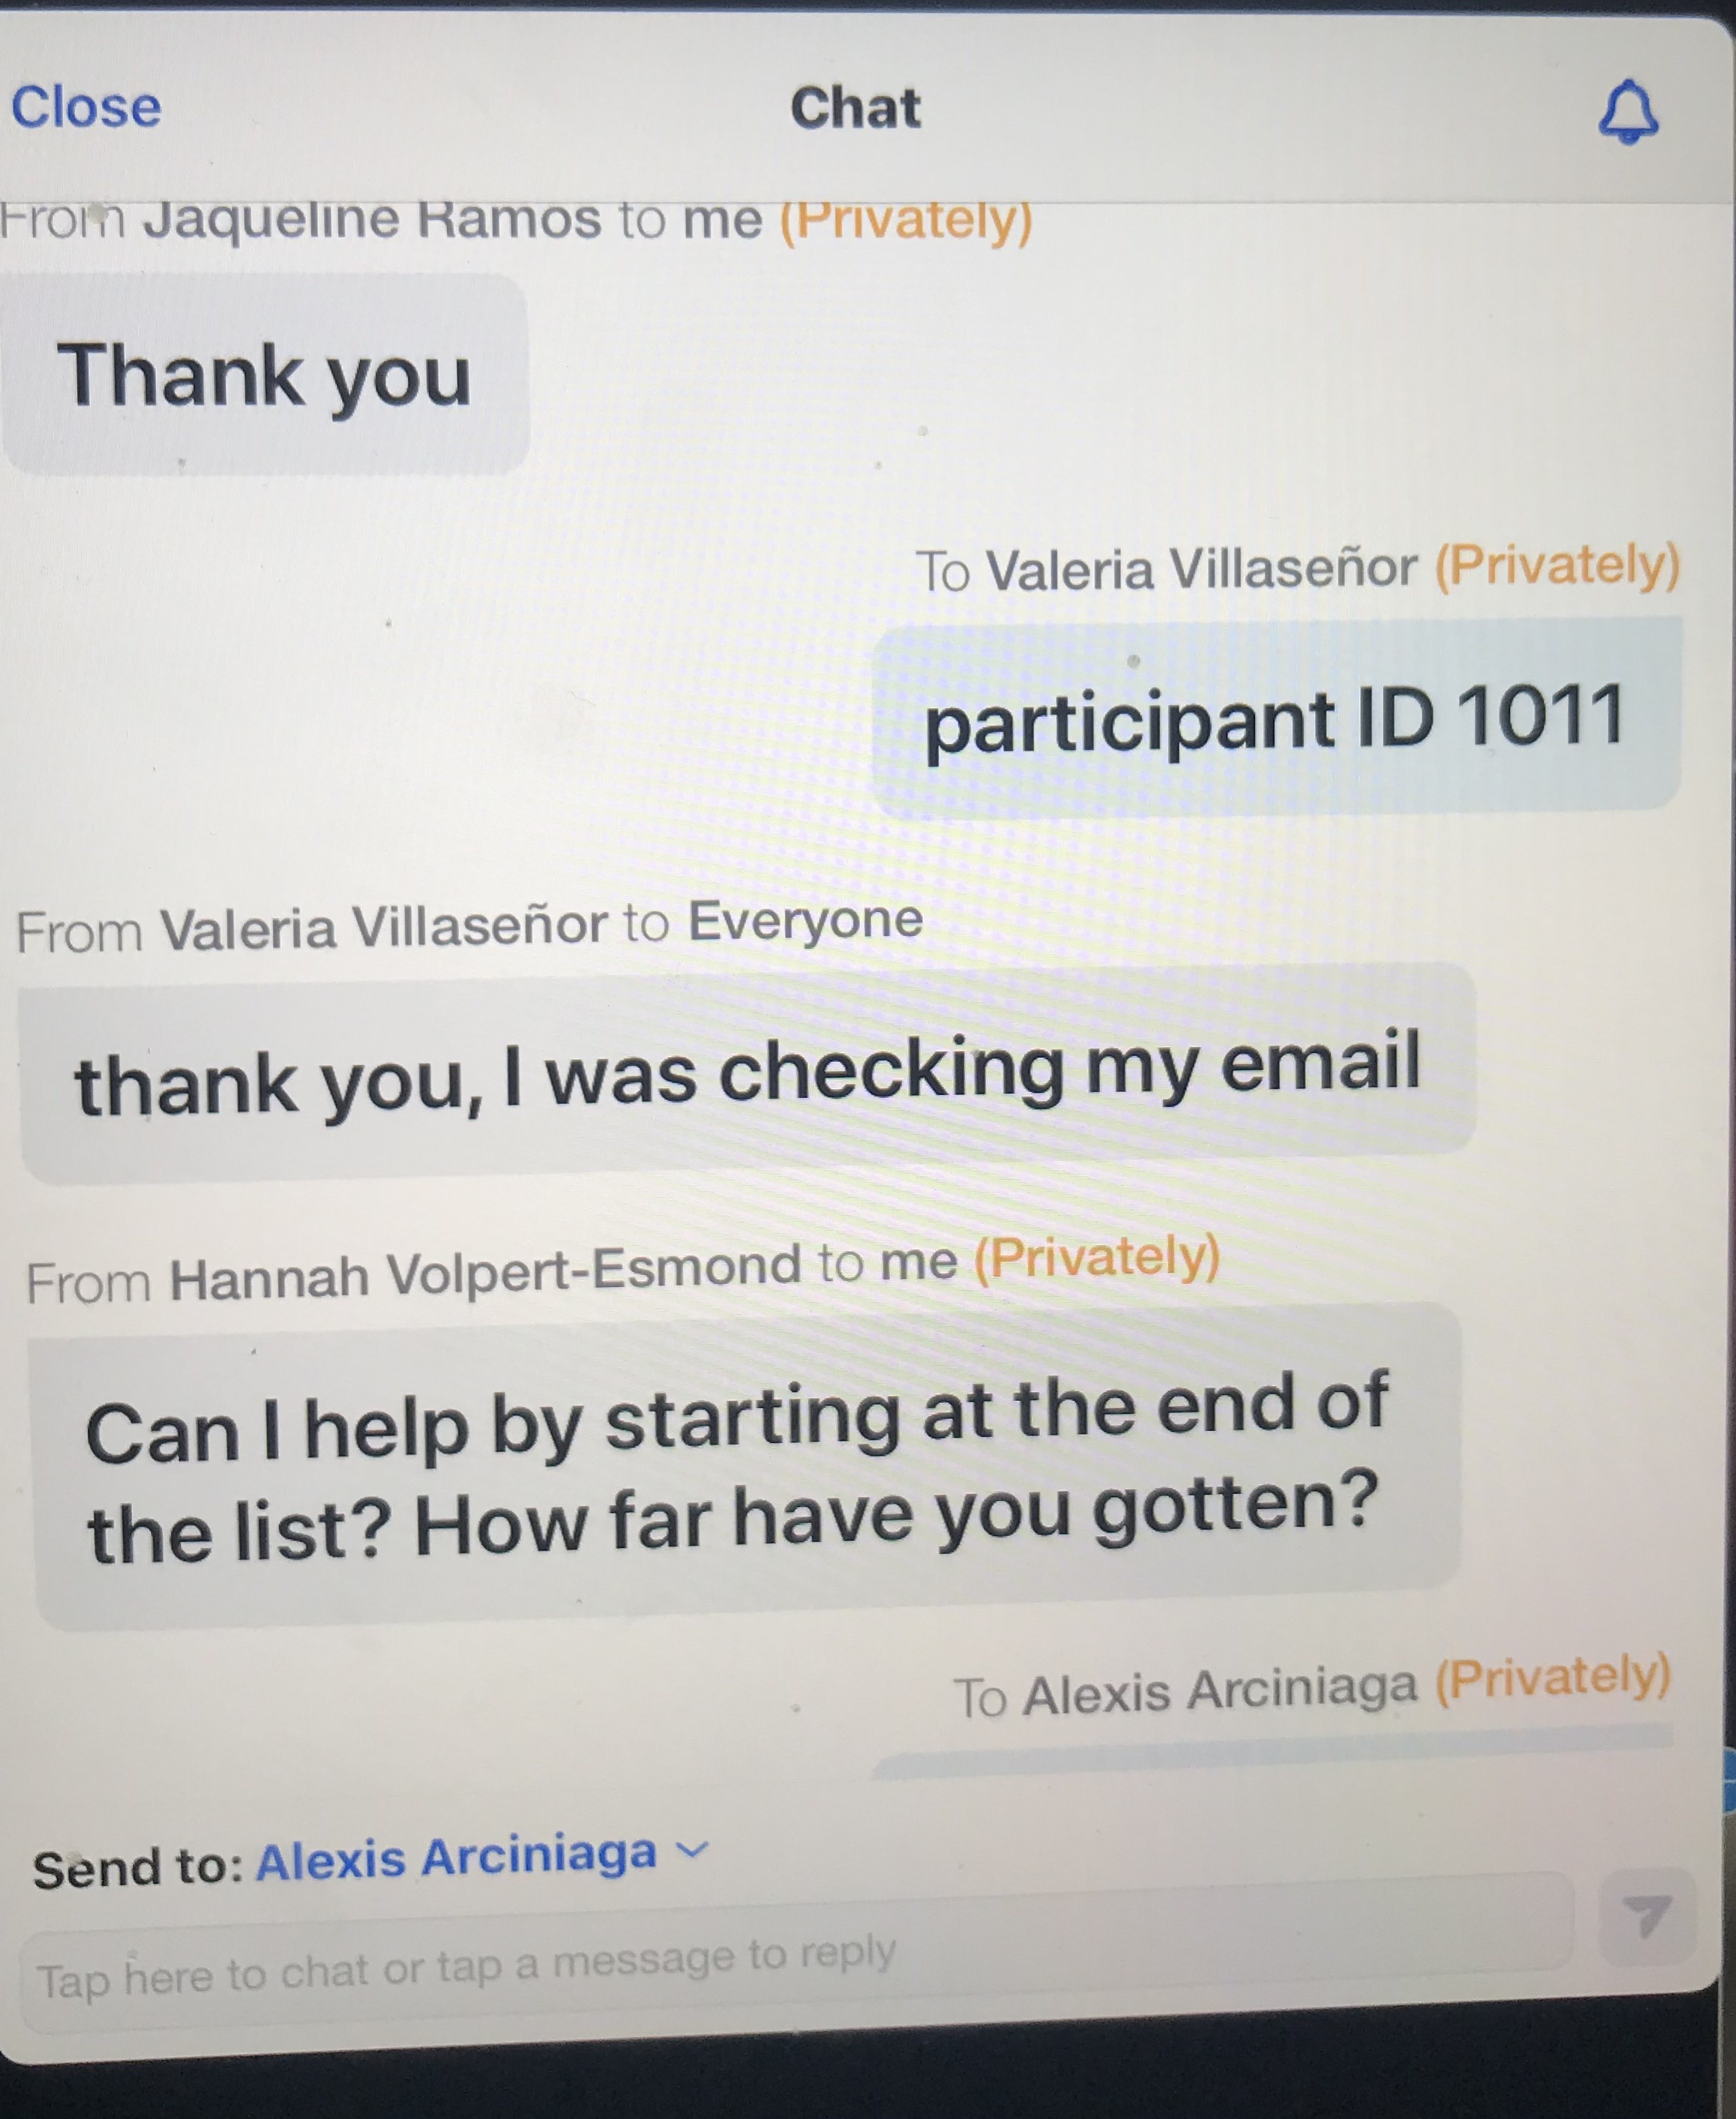 Close
Chat
From Jaqueline Ramos to me (Privately)
Thank you
To Valeria Villaseñor (Privately)
participant ID 1011
From Valeria Villaseñor to Everyone
thank you, I was checking my email
From Hannah Volpert-Esmond to me (Privately)
Can I help by starting at the end of
the list? How far have you gotten?
To Alexis Arciniaga (Privately)
Send to: Alexis Arciniaga
Tap here to chat or tap a message to reply